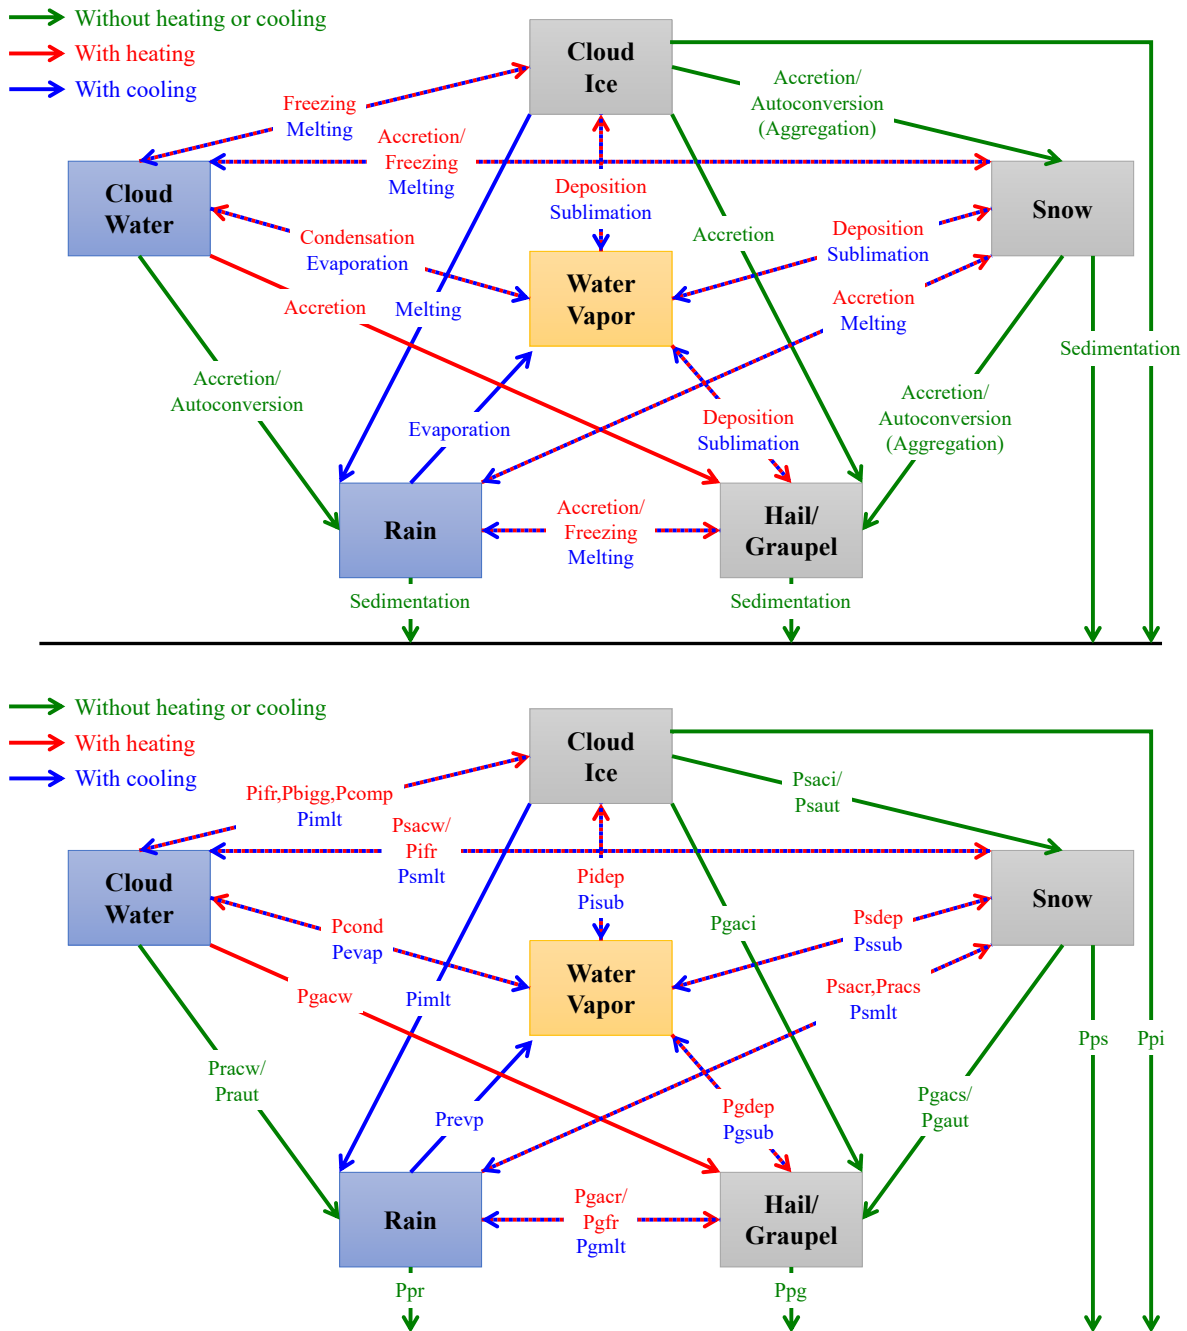 Without heating or cooling
With heating
With cooling
Cloud
Ice
Accretion/
Autoconversion
(Aggregation)
Freezing
Melting
Accretion/
Freezing
Melting
Cloud
Water
Deposition
Sublimation
Snow
Condensation
Evaporation
Accretion
Deposition
Sublimation
Water
Vapor
Accretion
Melting
Accretion
Melting
Sedimentation
Accretion/
Autoconversion
Evaporation
Deposition
Sublimation
Accretion/
Autoconversion
(Aggregation)
Rain
Accretion/
Freezing
Melting
Hail/
Graupel
Sedimentation
Sedimentation
Without heating or cooling
With heating
With cooling
Cloud
Ice
Psaci/
Psaut
Pifr,Pbigg,Pcomp
Pimlt
Psacw/
Pifr
Psmlt
Cloud
Water
Pidep
Pisub
Snow
Pcond
Pevap
Pgaci
Psdep
Pssub
Water
Vapor
Pgacw
Pimlt
Psacr,Pracs
Psmlt
Pps
Ppi
Pracw/
Praut
Prevp
Pgdep
Pgsub
Pgacs/
Pgaut
Rain
Pgacr/
Pgfr
Pgmlt
Hail/
Graupel
Ppr
Ppg